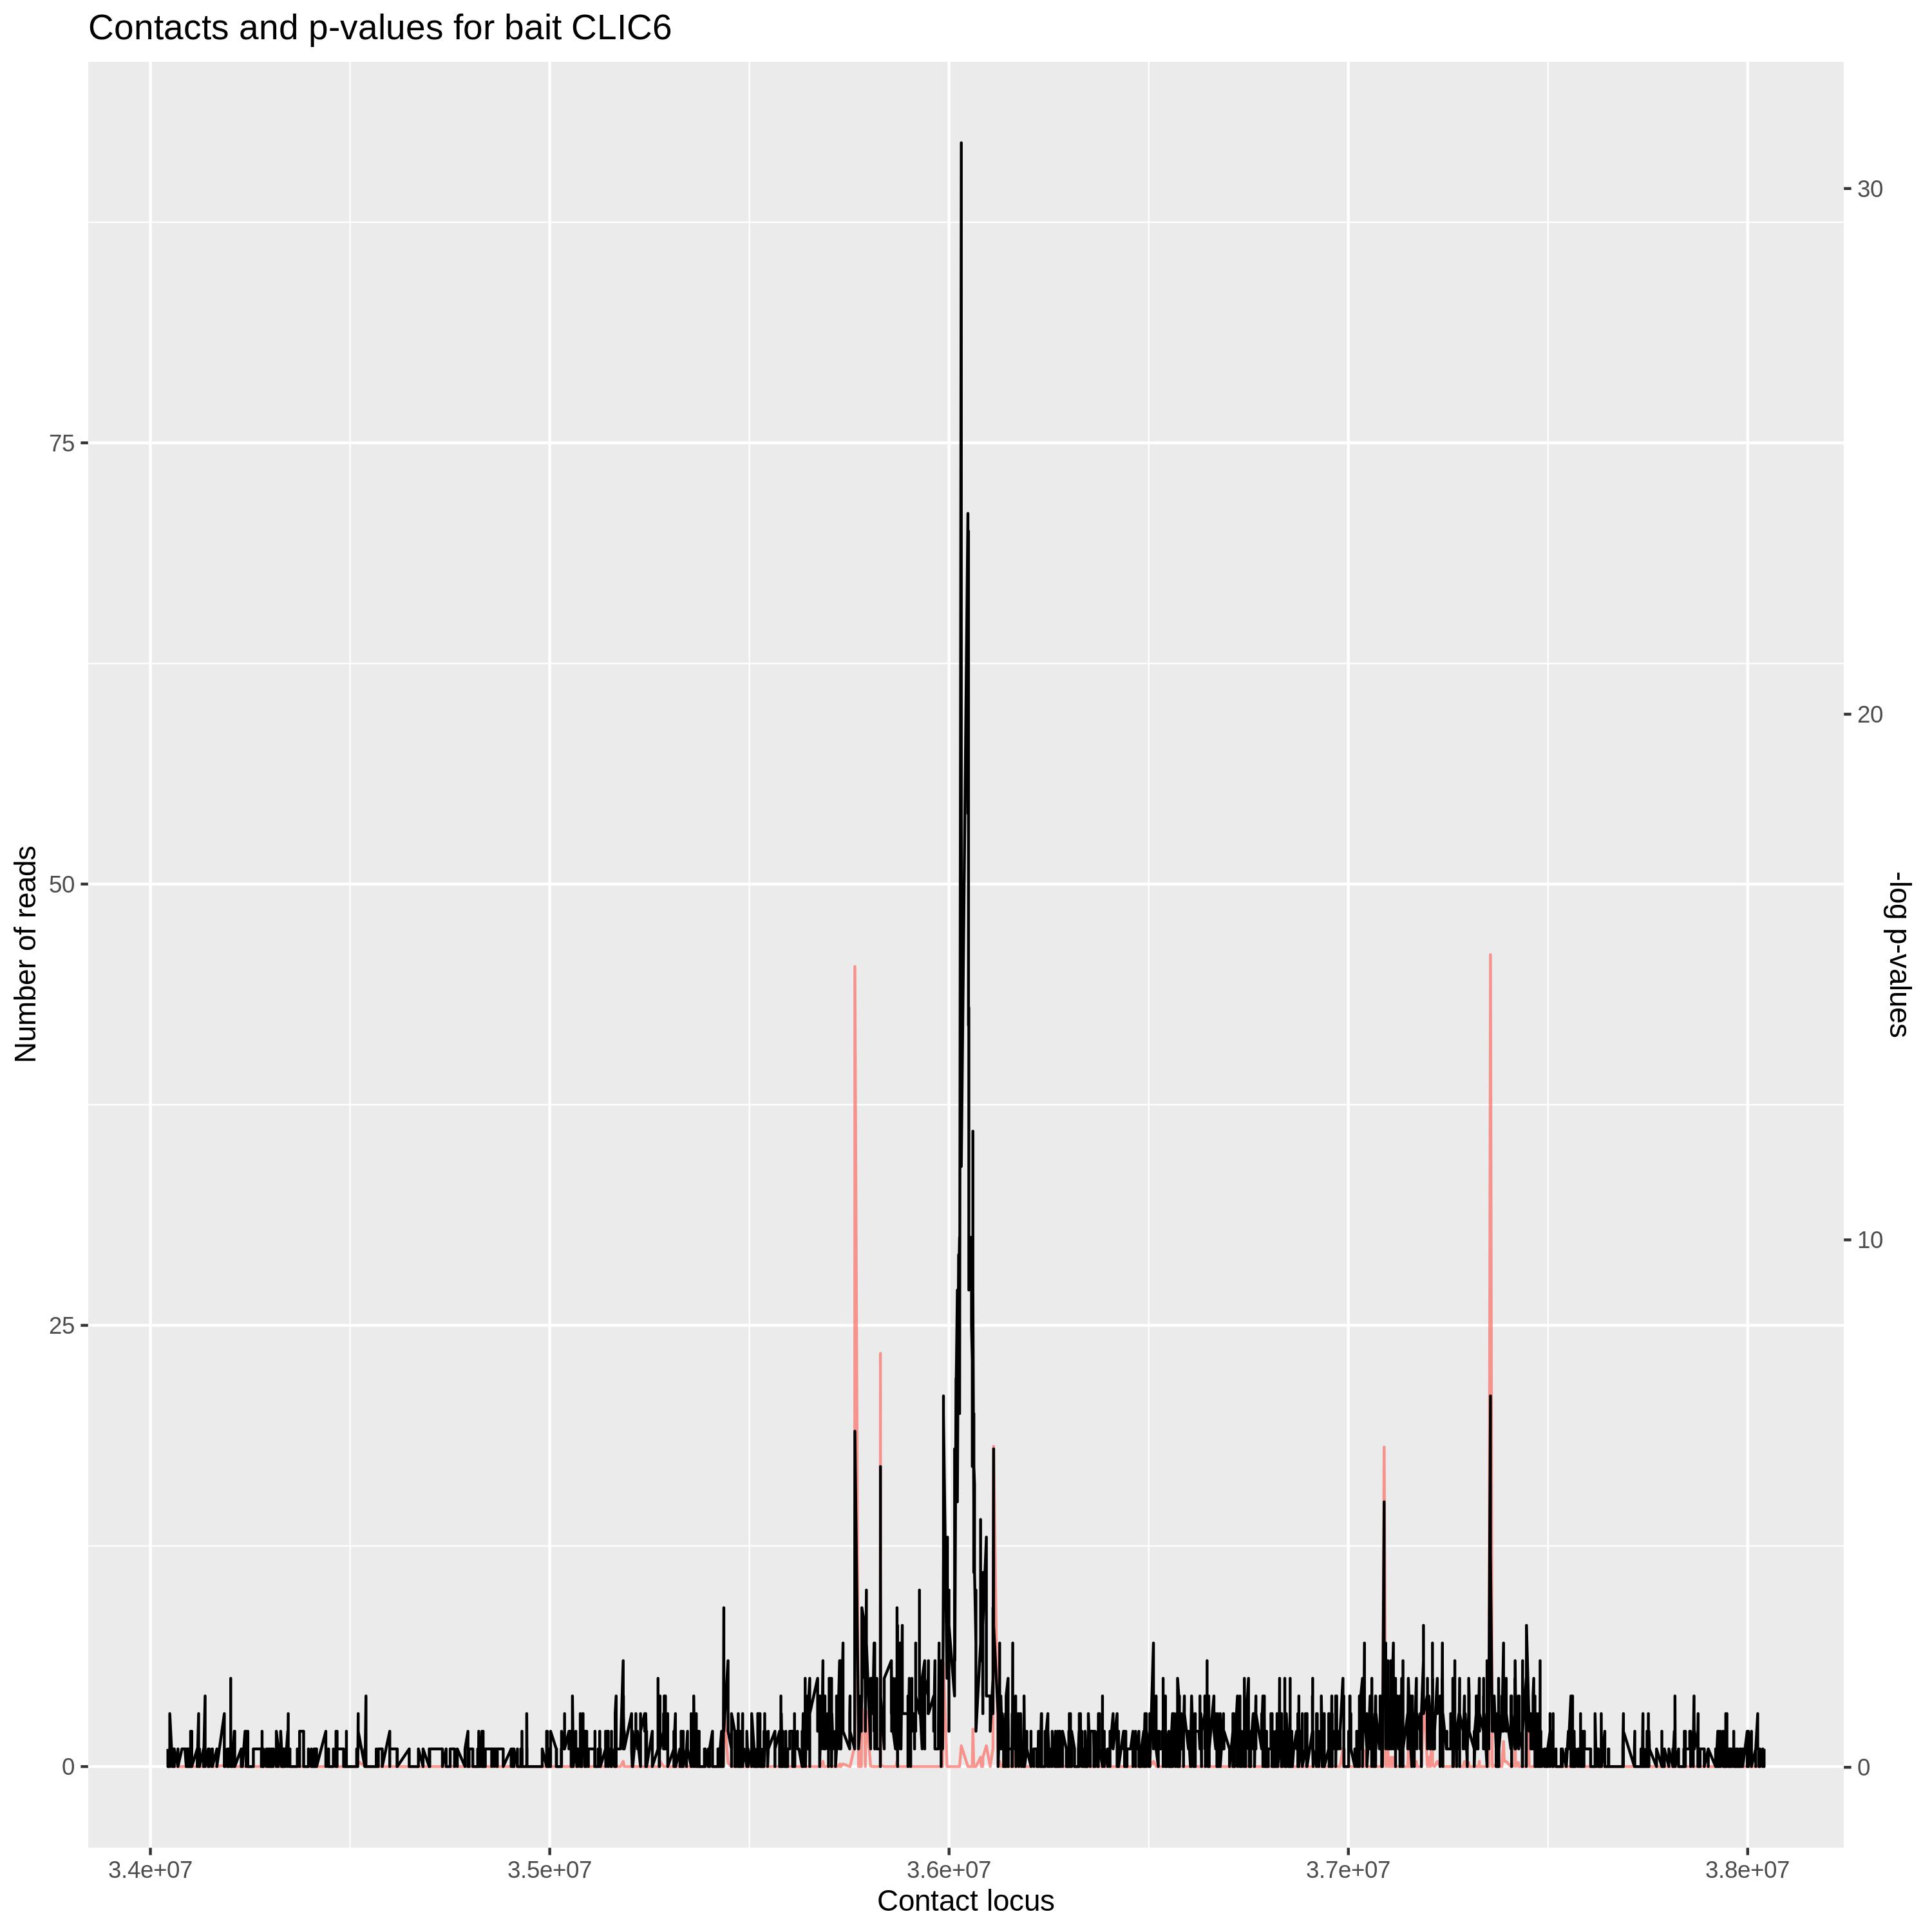 Contacts and p-values for bait CLIC6
30
75
20
50
Number of reads
-log p-values
10
25
0
0
3.4e+07 3.5e+07 3.6e+07 3.7e+07 3.8e+07
Contact locus